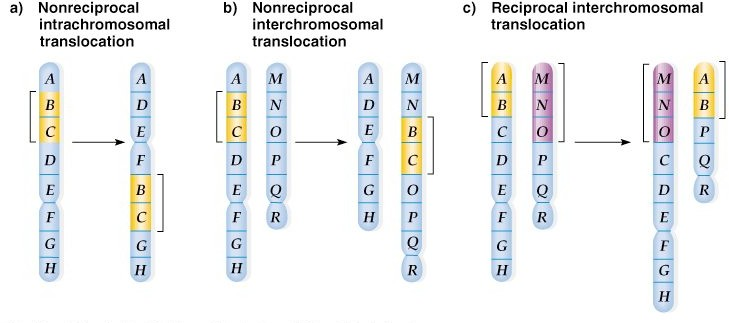 a) Nonreciprocal
intrachromosomal
translocation
A
B
C
D
E
F
G
H
A
D
E
F
B
C
G
H
b) Nonreciprocal
interchromosomal
translocation
A
B
C
D
E
F
G
H
M
N
O
P
Q
R
A
D
E
F
G
H
M
N
B
C
O
P
Q
R
c) Reciprocal interchromosomal
translocation
A
B
C
D
E
F
G
H
M
N
O
P
Q
R
M
N
O
C
D
E
F
G
H
A
B
P
Q
R